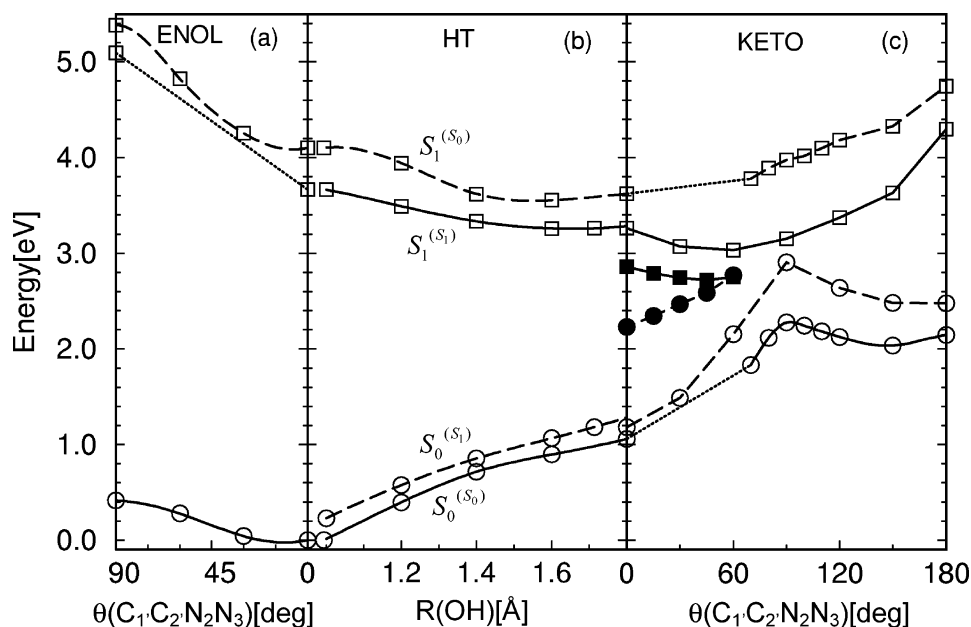 ENOL (a) HT (b) KETO (c)
5.0
4.0
3.0
2.0
1.0
0.0
Energy[eV]
S₁⁽ˢ⁰⁾
S₁⁽ˢ¹⁾
S₀⁽ˢ¹⁾
S₀⁽ˢ⁰⁾
90 45 0 1.2 1.4 1.6 0 60 120 180
θ(C₁'C₂'N₂N₃)[deg] R(OH)[Å] θ(C₁'C₂'N₂N₃)[deg]